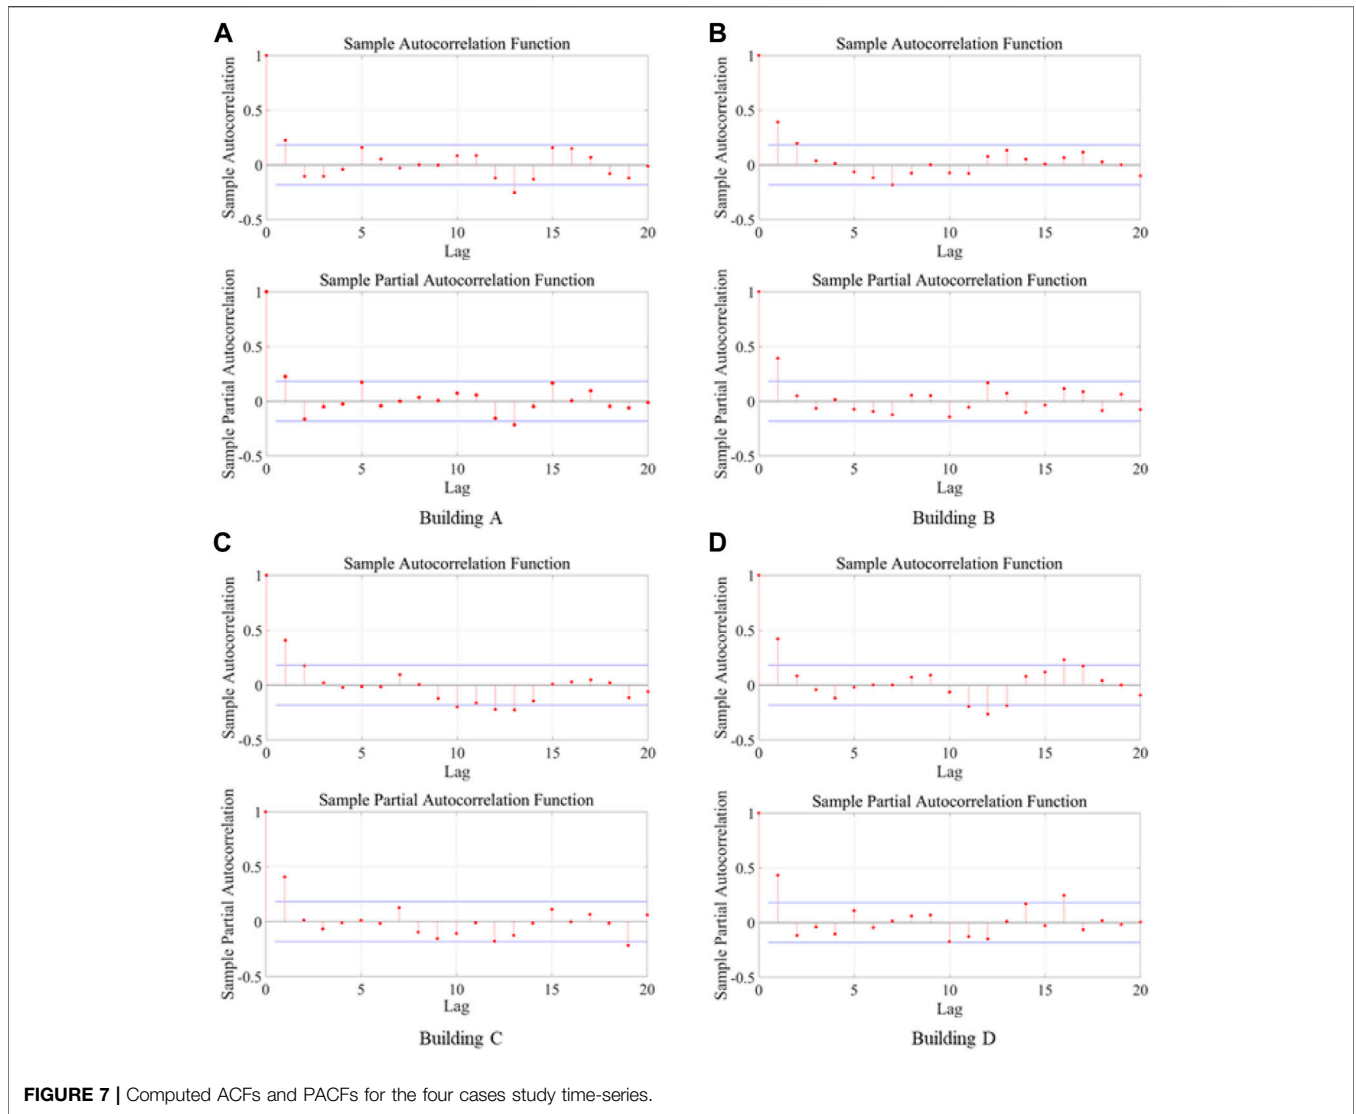 A
Sample Autocorrelation Function
Sample Autocorrelation
1
0.5
0
-0.5
0 5 10 15 20
Lag
Sample Partial Autocorrelation Function
Sample Partial Autocorrelation
1
0.5
0
-0.5
0 5 10 15 20
Lag
Building A
B
Sample Autocorrelation Function
Sample Autocorrelation
1
0.5
0
-0.5
0 5 10 15 20
Lag
Sample Partial Autocorrelation Function
Sample Partial Autocorrelation
1
0.5
0
-0.5
0 5 10 15 20
Lag
Building B
C
Sample Autocorrelation Function
Sample Autocorrelation
1
0.5
0
-0.5
0 5 10 15 20
Lag
Sample Partial Autocorrelation Function
Sample Partial Autocorrelation
1
0.5
0
-0.5
0 5 10 15 20
Lag
Building C
D
Sample Autocorrelation Function
Sample Autocorrelation
1
0.5
0
-0.5
0 5 10 15 20
Lag
Sample Partial Autocorrelation Function
Sample Partial Autocorrelation
1
0.5
0
-0.5
0 5 10 15 20
Lag
Building D
FIGURE 7 | Computed ACFs and PACFs for the four cases study time-series.